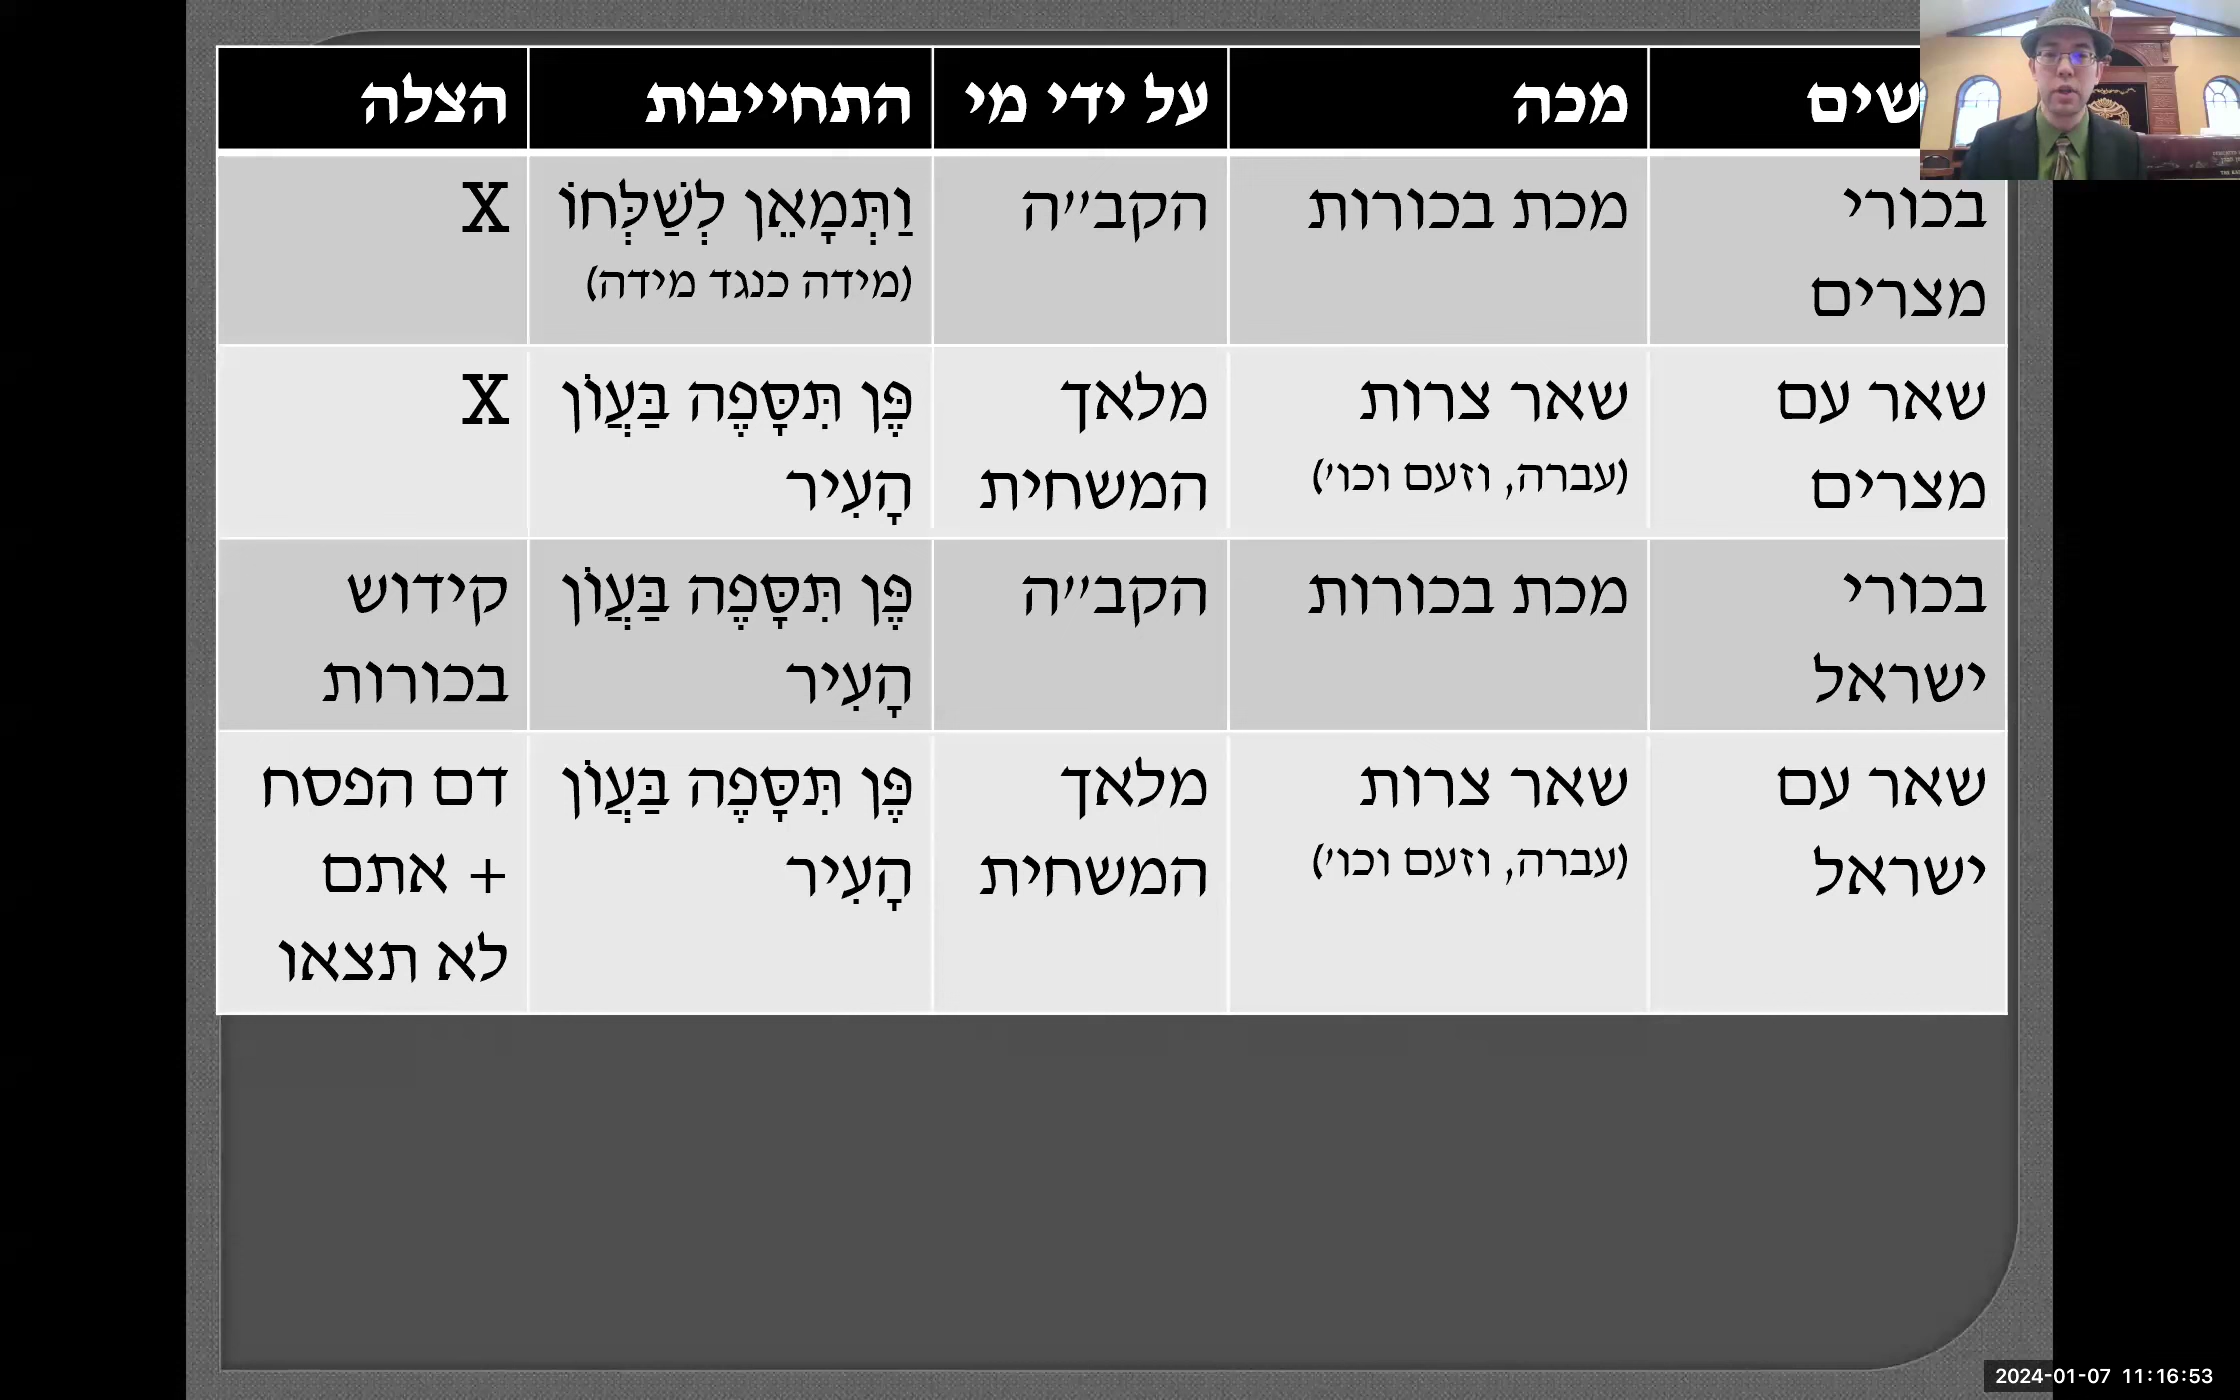 שים מכה על ידי מי התחייבות הצלה
בכורי מצרים
מכת בכורות
הקב״ה
וַתְּמָאֵן לְשַׁלְּחוֹ
(מידה כנגד מידה)
X
שאר עם
מצרים
שאר צרות
(עברה, וזעם וכו׳)
מלאך
המשחית
פֶּן תִּסָּפֶה בַּעֲוֹן
הָעִיר
X
בכורי
ישראל
מכת בכורות
הקב״ה
פֶּן תִּסָּפֶה בַּעֲוֹן
הָעִיר
קידוש
בכורות
שאר עם
ישראל
שאר צרות
(עברה, וזעם וכו׳)
מלאך
המשחית
פֶּן תִּסָּפֶה בַּעֲוֹן
הָעִיר
דם הפסח
+ אתם
לא תצאו
2024-01-07 11:16:53